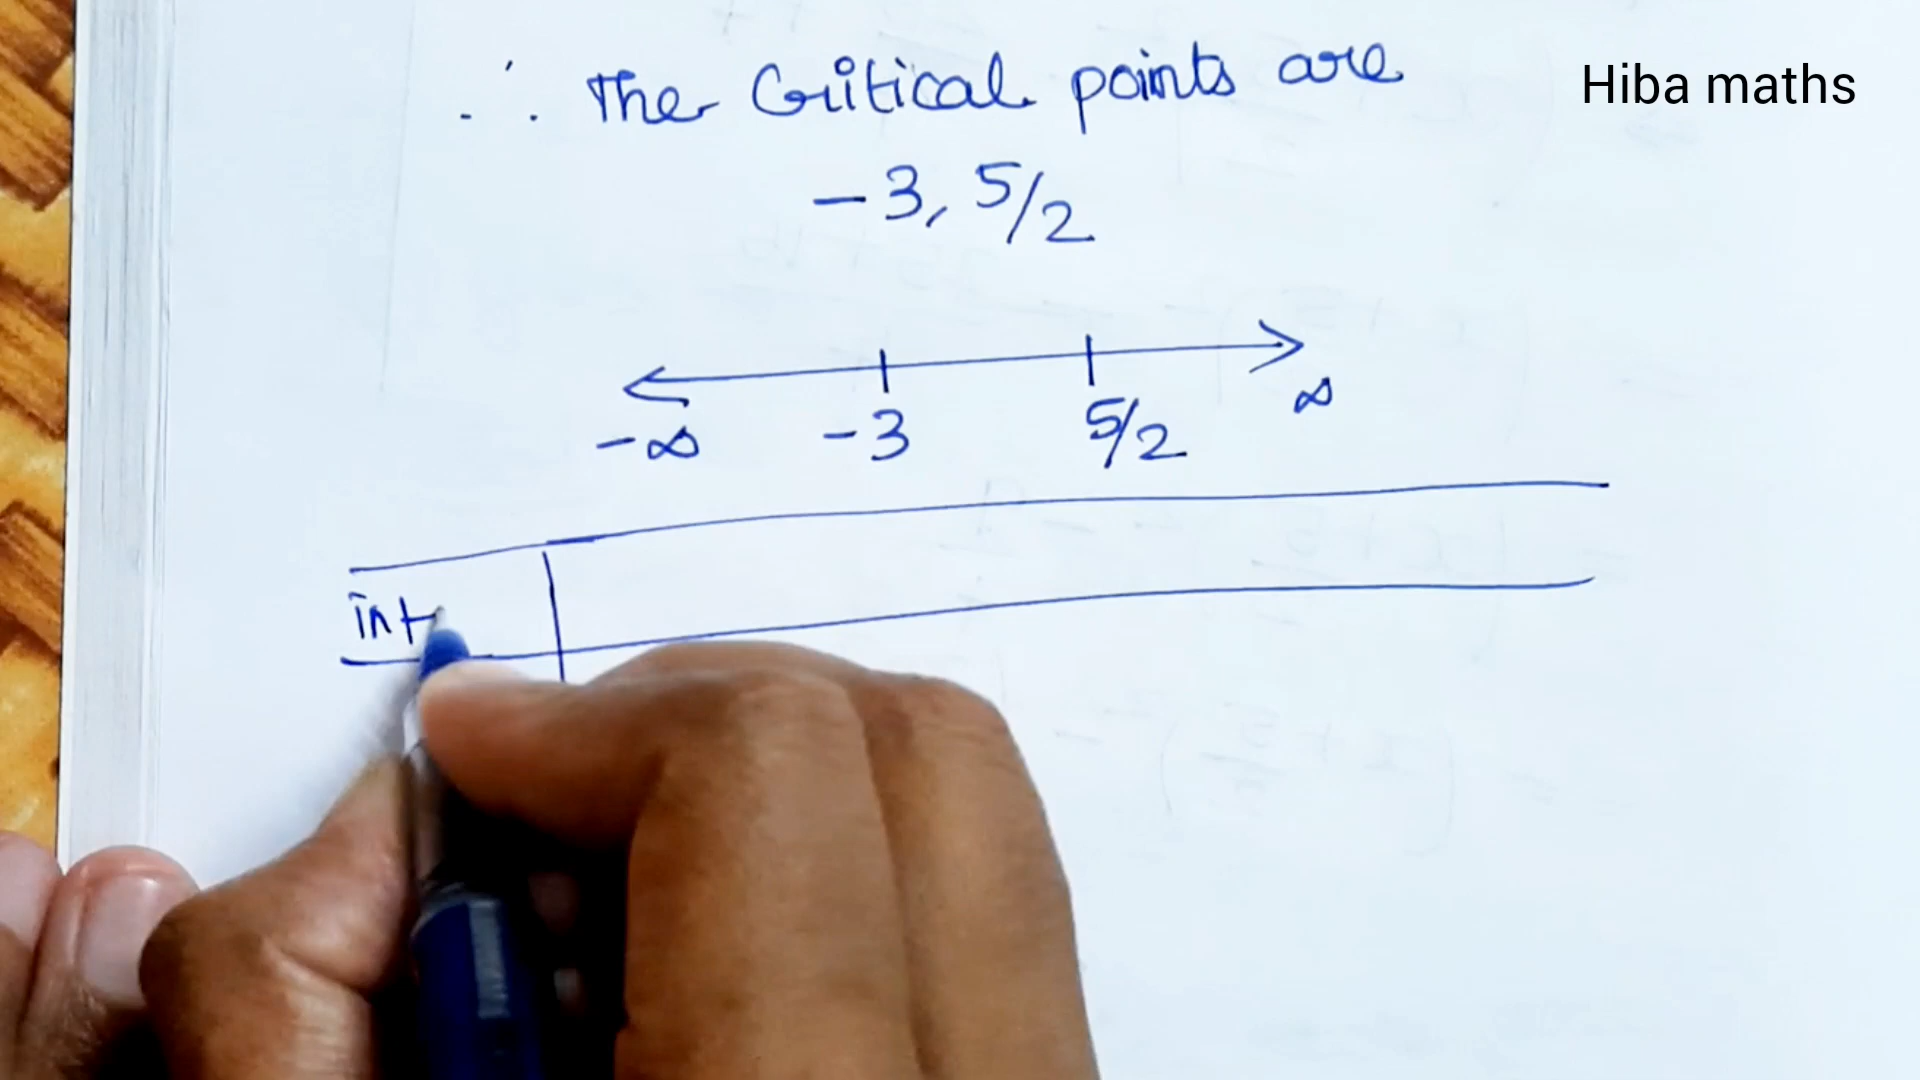 ∴ The Critical points are
Hiba maths
-3, 5/2
-∞ -3 5/2 ∞
int